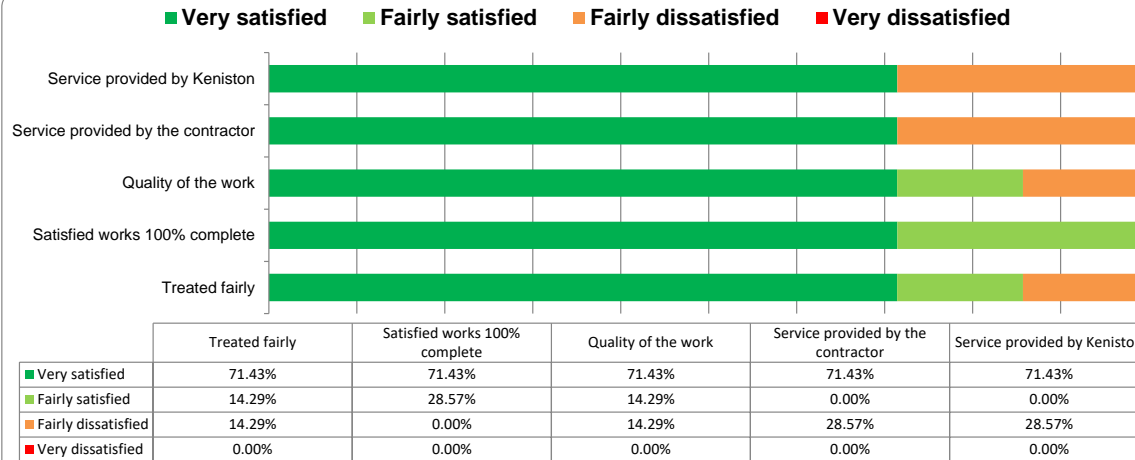 Very satisfied Fairly satisfied Fairly dissatisfied Very dissatisfied
Service provided by Keniston
Service provided by the contractor
Quality of the work
Satisfied works 100% complete
Treated fairly
Treated fairly Satisfied works 100% complete Quality of the work Service provided by the contractor Service provided by Kenisto
Very satisfied 71.43% 71.43% 71.43% 71.43% 71.43%
Fairly satisfied 14.29% 28.57% 14.29% 0.00% 0.00%
Fairly dissatisfied 14.29% 0.00% 14.29% 28.57% 28.57%
Very dissatisfied 0.00% 0.00% 0.00% 0.00% 0.00%